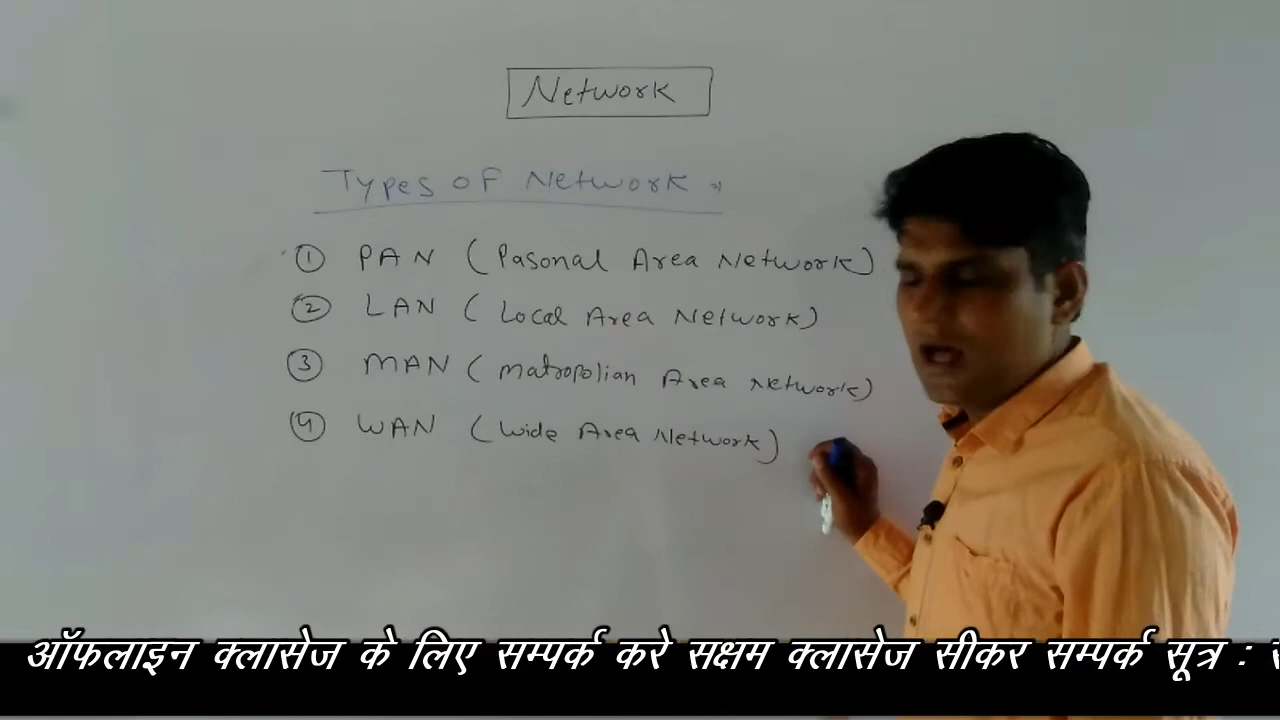 Network
Types of Network :-
① PAN ( Pasonal Area Network )
② LAN ( Local Area Network )
③ MAN ( Matropolian Area Network )
④ WAN ( Wide Area Network )
ऑफलाइन क्लासेज के लिए सम्पर्क करे सक्षम क्लासेज सीकर सम्पर्क सूत्र :